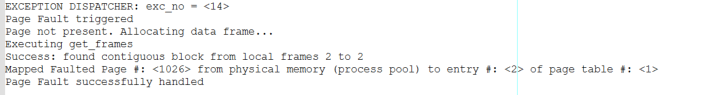 EXCEPTION DISPATCHER: exc_no = <14>
Page Fault triggered
Page not present. Allocating data frame...
Executing get_frames
Success: found contiguous block from local frames 2 to 2
Mapped Faulted Page #: <1026> from physical memory (process pool) to entry #: <2> of page table #: <1>
Page Fault successfully handled